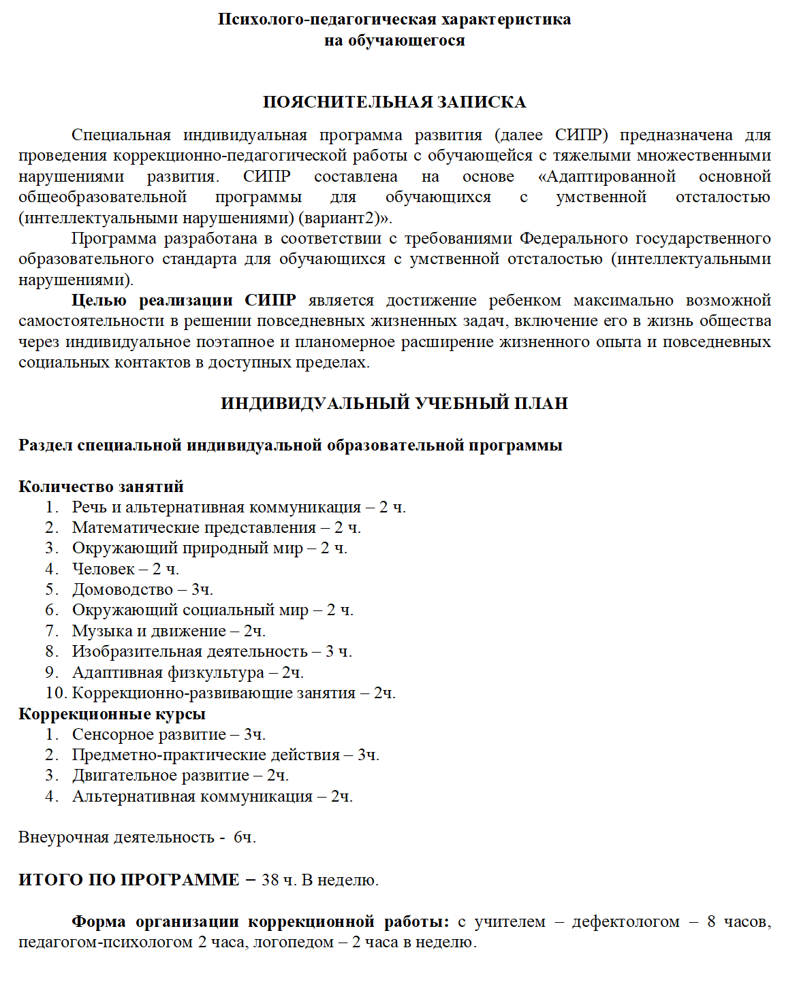 Психолого-педагогическая характеристика
на обучающегося
ПОЯСНИТЕЛЬНАЯ ЗАПИСКА
Специальная индивидуальная программа развития (далее СИПР) предназначена для
проведения коррекционно-педагогической работы с обучающейся с тяжелыми множественными
нарушениями развития. СИПР составлена на основе «Адаптированной основной
общеобразовательной программы для обучающихся с умственной отсталостью
(интеллектуальными нарушениями) (вариант2)».
Программа разработана в соответствии с требованиями Федерального государственного
образовательного стандарта для обучающихся с умственной отсталостью (интеллектуальными
нарушениями).
Целью реализации СИПР является достижение ребенком максимально возможной
самостоятельности в решении повседневных жизненных задач, включение его в жизнь общества
через индивидуальное поэтапное и планомерное расширение жизненного опыта и повседневных
социальных контактов в доступных пределах.
ИНДИВИДУАЛЬНЫЙ УЧЕБНЫЙ ПЛАН
Раздел специальной индивидуальной образовательной программы
Количество занятий
1. Речь и альтернативная коммуникация – 2 ч.
2. Математические представления – 2 ч.
3. Окружающий природный мир – 2 ч.
4. Человек – 2 ч.
5. Домоводство – 3ч.
6. Окружающий социальный мир – 2 ч.
7. Музыка и движение – 2ч.
8. Изобразительная деятельность – 3 ч.
9. Адаптивная физкультура – 2ч.
10. Коррекционно-развивающие занятия – 2ч.
Коррекционные курсы
1. Сенсорное развитие – 3ч.
2. Предметно-практические действия – 3ч.
3. Двигательное развитие – 2ч.
4. Альтернативная коммуникация – 2ч.
Внеурочная деятельность - 6ч.
ИТОГО ПО ПРОГРАММЕ – 38 ч. В неделю.
Форма организации коррекционной работы: с учителем – дефектологом – 8 часов,
педагогом-психологом 2 часа, логопедом – 2 часа в неделю.